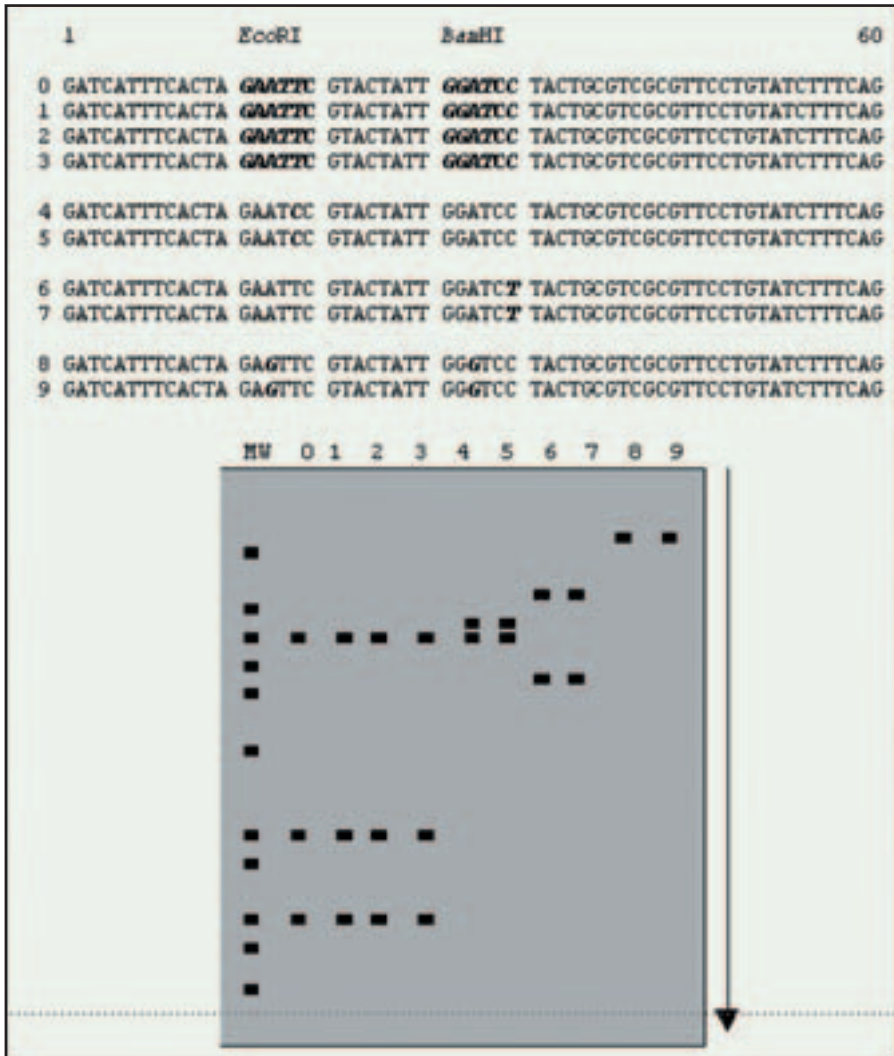 1 EcoRI BamHI 60
0 GATCATTTCACTA GAATTC GTACTATT GGATCC TACTGCGTCGCGTTCCTGTATCTTTCAG
1 GATCATTTCACTA GAATTC GTACTATT GGATCC TACTGCGTCGCGTTCCTGTATCTTTCAG
2 GATCATTTCACTA GAATTC GTACTATT GGATCC TACTGCGTCGCGTTCCTGTATCTTTCAG
3 GATCATTTCACTA GAATTC GTACTATT GGATCC TACTGCGTCGCGTTCCTGTATCTTTCAG
4 GATCATTTCACTA GAATCC GTACTATT GGATCC TACTGCGTCGCGTTCCTGTATCTTTCAG
5 GATCATTTCACTA GAATCC GTACTATT GGATCC TACTGCGTCGCGTTCCTGTATCTTTCAG
6 GATCATTTCACTA GAATTC GTACTATT GGATCT TACTGCGTCGCGTTCCTGTATCTTTCAG
7 GATCATTTCACTA GAATTC GTACTATT GGATCT TACTGCGTCGCGTTCCTGTATCTTTCAG
8 GATCATTTCACTA GAGTTC GTACTATT GGGTCC TACTGCGTCGCGTTCCTGTATCTTTCAG
9 GATCATTTCACTA GAGTTC GTACTATT GGGTCC TACTGCGTCGCGTTCCTGTATCTTTCAG
MW 0 1 2 3 4 5 6 7 8 9